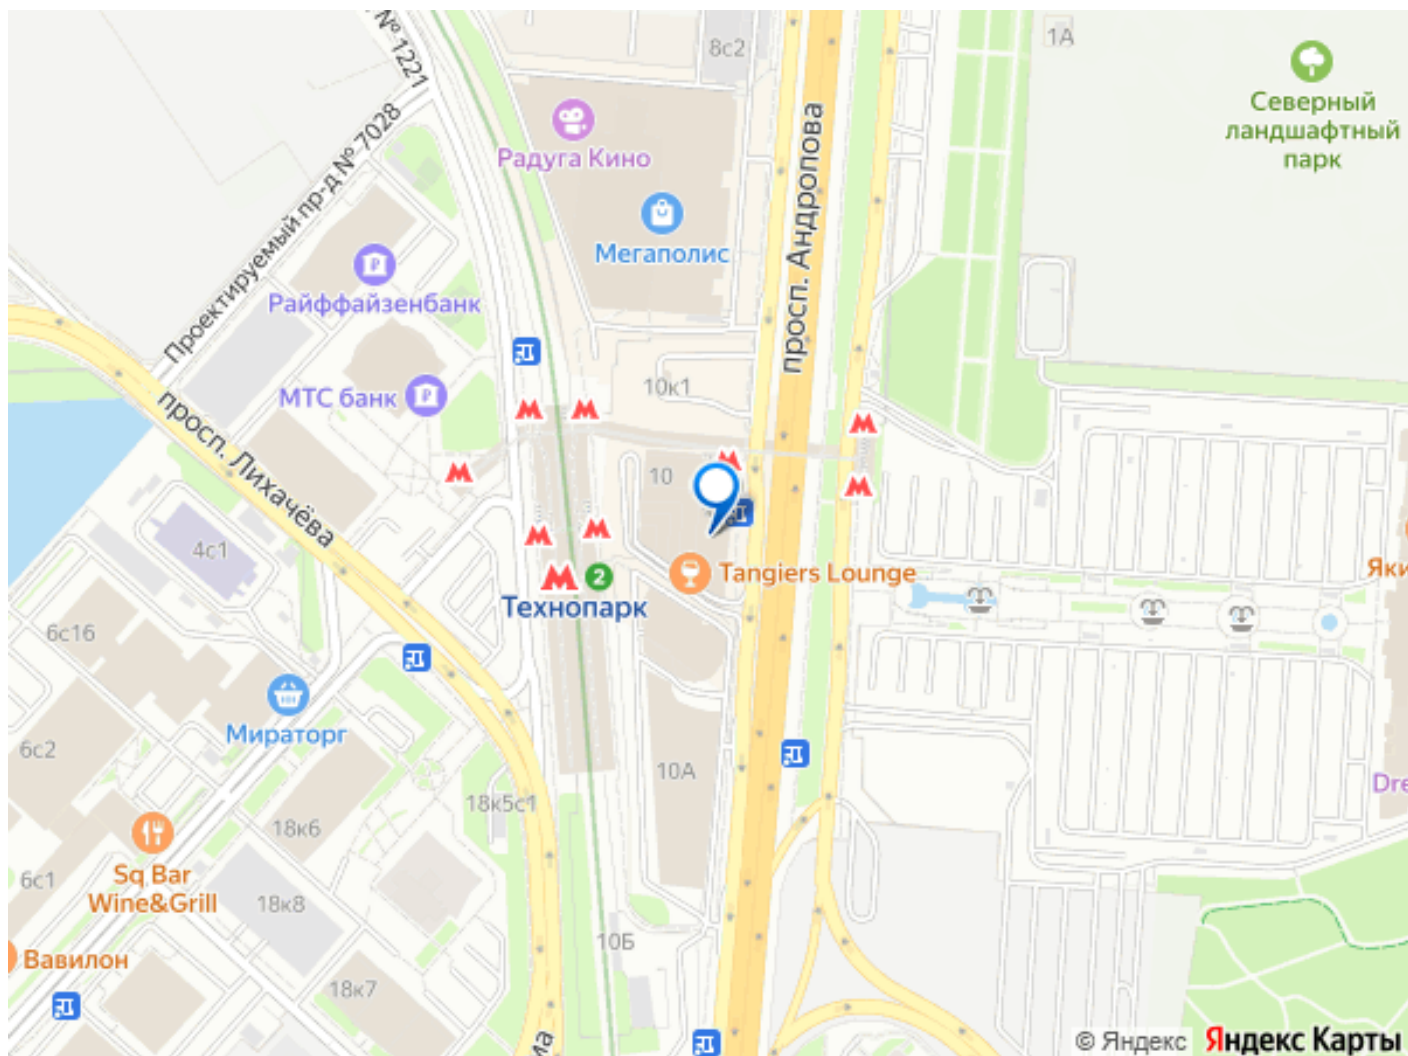 № 1221
8с2
1А
Северный
ландшафтный
парк
Радуга Кино
просп. Андропова
Проектируемый пр-д № 7028
Мегаполис
Райффайзенбанк
10к1
МТС банк
просп. Лихачёва
10
4с1
2
Tangiers Lounge
Технопарк
6с16
Мираторг
6с2
10А
Dre
18к5с1
18к6
Sq Bar
Wine&Grill
6с1
18к8
10Б
Вавилон
18к7
© Яндекс
Яндекс Карты